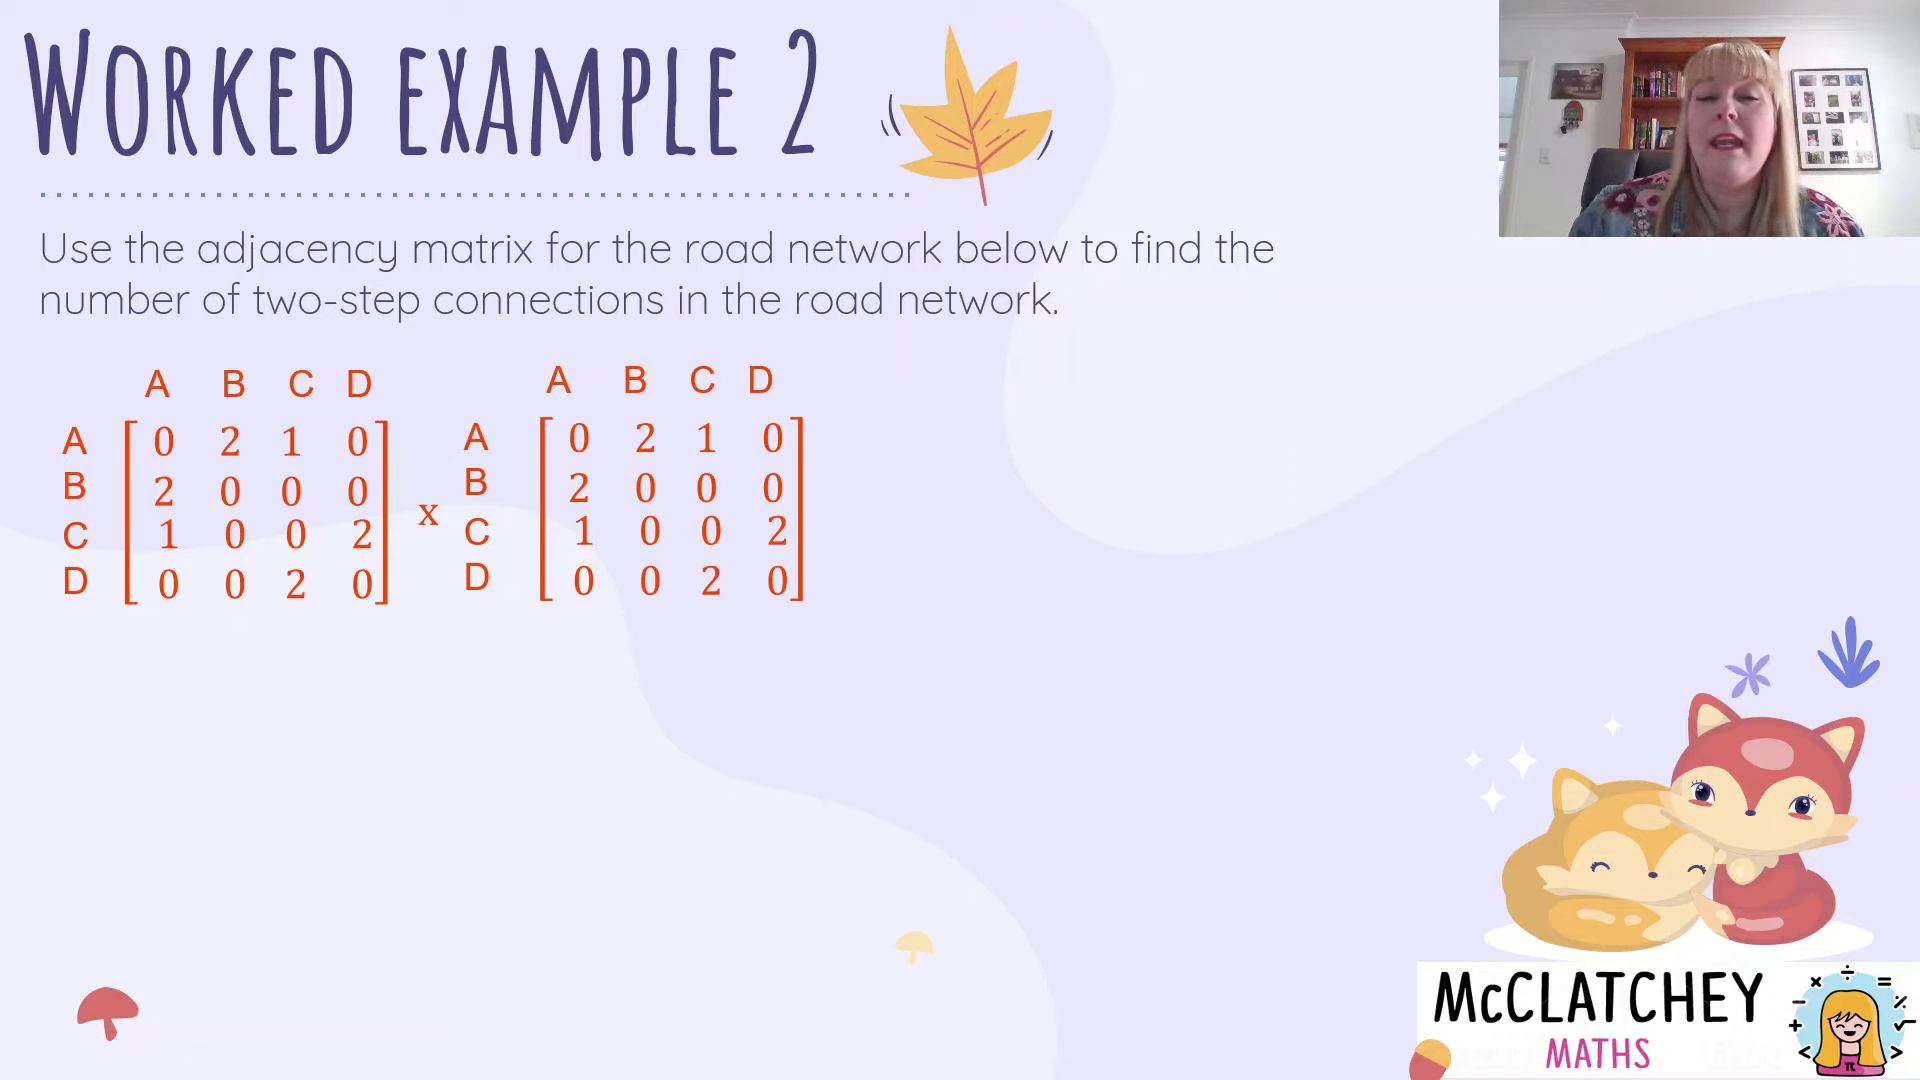 WORKED EXAMPLE 2
Use the adjacency matrix for the road network below to find the
number of two-step connections in the road network.
A B C D
A 0 2 1 0
B 2 0 0 0
C 1 0 0 2
D 0 0 2 0
x
A B C D
A 0 2 1 0
B 2 0 0 0
C 1 0 0 2
D 0 0 2 0
McCLATCHEY
MATHS
× ÷ =
− %
+ √
< π >